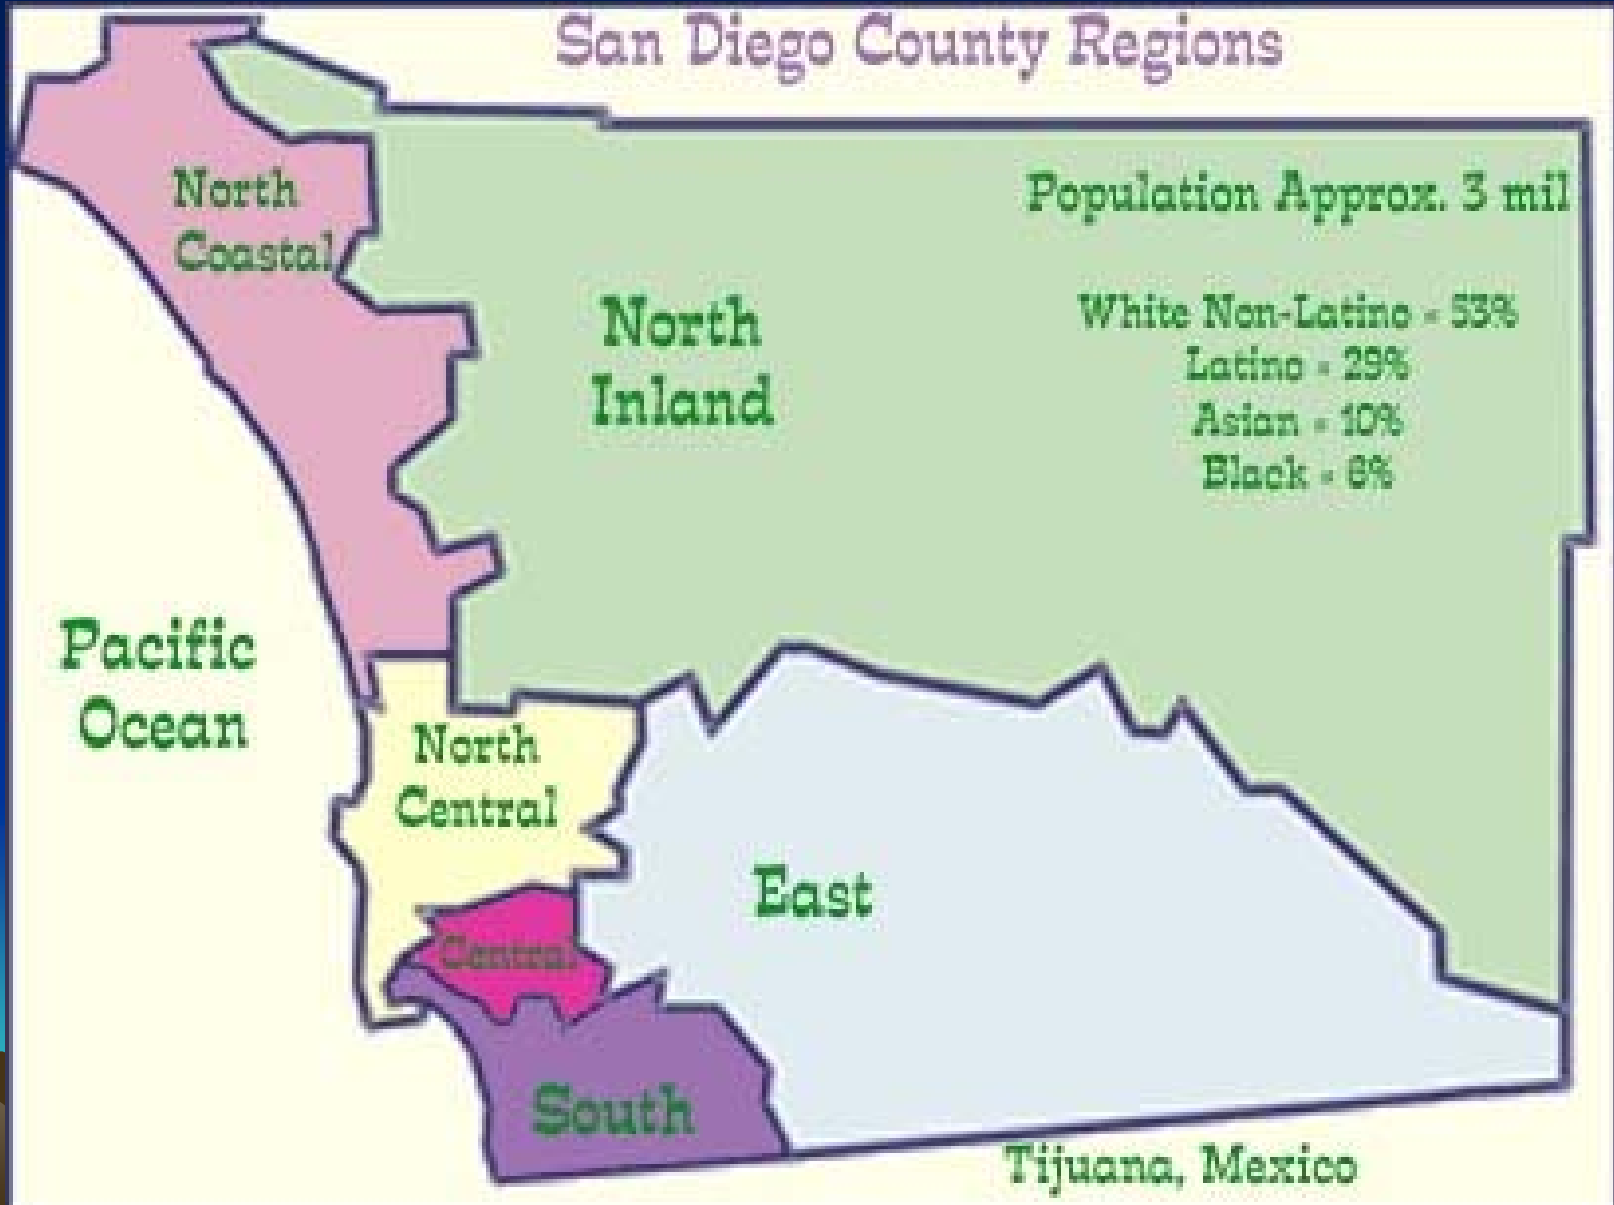 San Diego County Regions
North
Coastal
Population Approx. 3 mil
North
Inland
White Non-Latino = 53%
Latino = 29%
Asian = 10%
Black = 6%
Pacific
Ocean
North
Central
East
Central
South
Tijuana, Mexico